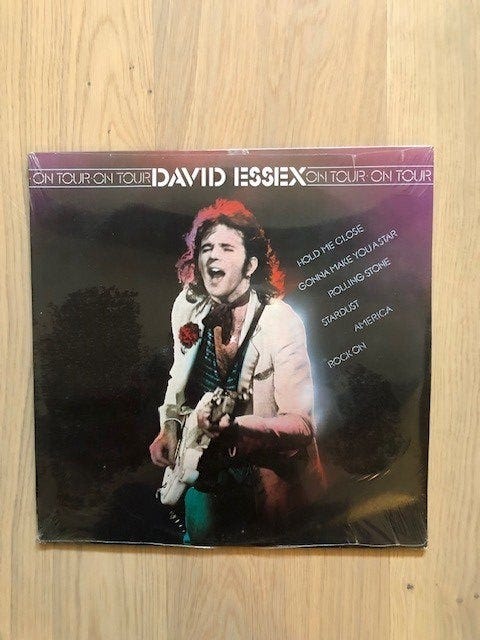 ON TOUR · ON TOUR DAVID ESSEX ON TOUR · ON TOUR
HOLD ME CLOSE
GONNA MAKE YOU A STAR
ROLLING STONE
STARDUST
AMERICA
ROCK ON